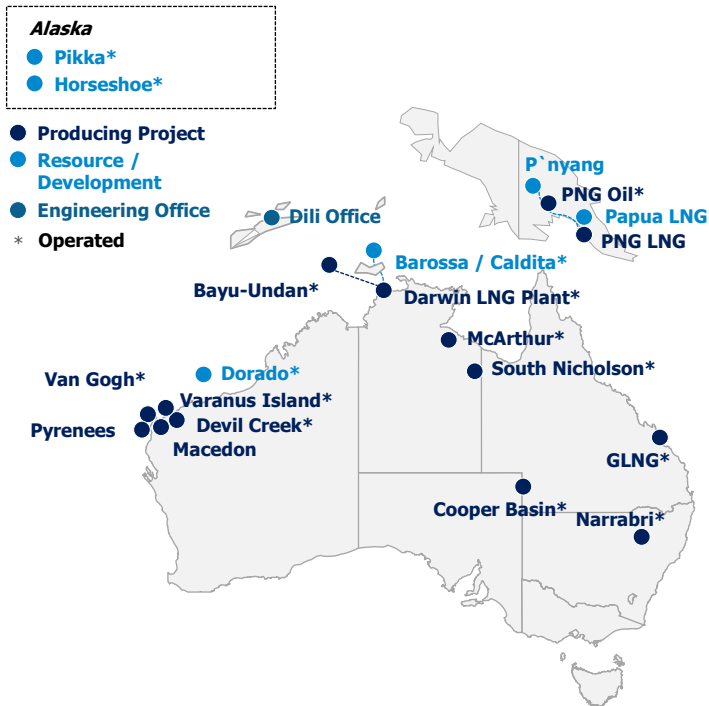 Alaska
Pikka*
Horseshoe*
Producing Project
Resource /
Development
Engineering Office
* Operated
P`nyang
PNG Oil*
Papua LNG
PNG LNG
Dili Office
Barossa / Caldita*
Bayu-Undan*
Darwin LNG Plant*
McArthur*
South Nicholson*
Dorado*
Van Gogh*
Varanus Island*
Devil Creek*
Pyrenees
Macedon
GLNG*
Cooper Basin*
Narrabri*